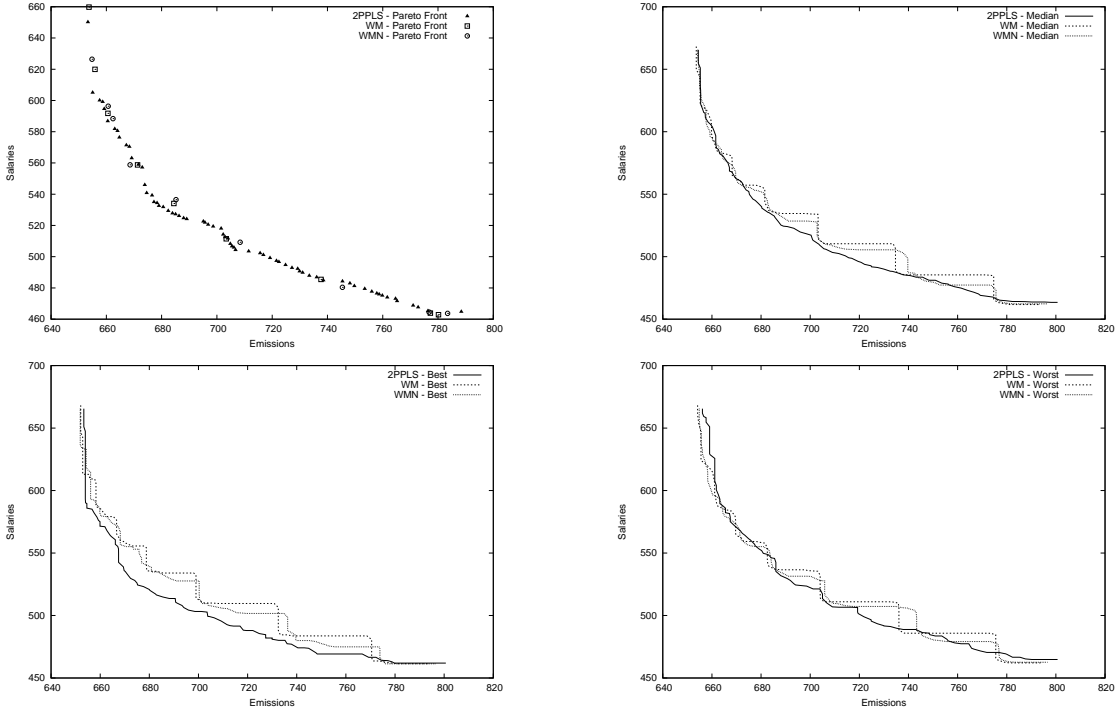 2PPLS - Pareto Front
WM - Pareto Front
WMN - Pareto Front
660
640
620
600
580
560
540
520
500
480
460
Salaries
640 660 680 700 720 740 760 780 800
Emissions
2PPLS - Median
WM - Median
WMN - Median
700
650
600
550
500
450
Salaries
640 660 680 700 720 740 760 780 800 820
Emissions
2PPLS - Best
WM - Best
WMN - Best
700
650
600
550
500
450
Salaries
640 660 680 700 720 740 760 780 800 820
Emissions
2PPLS - Worst
WM - Worst
WMN - Worst
700
650
600
550
500
450
Salaries
640 660 680 700 720 740 760 780 800 820
Emissions